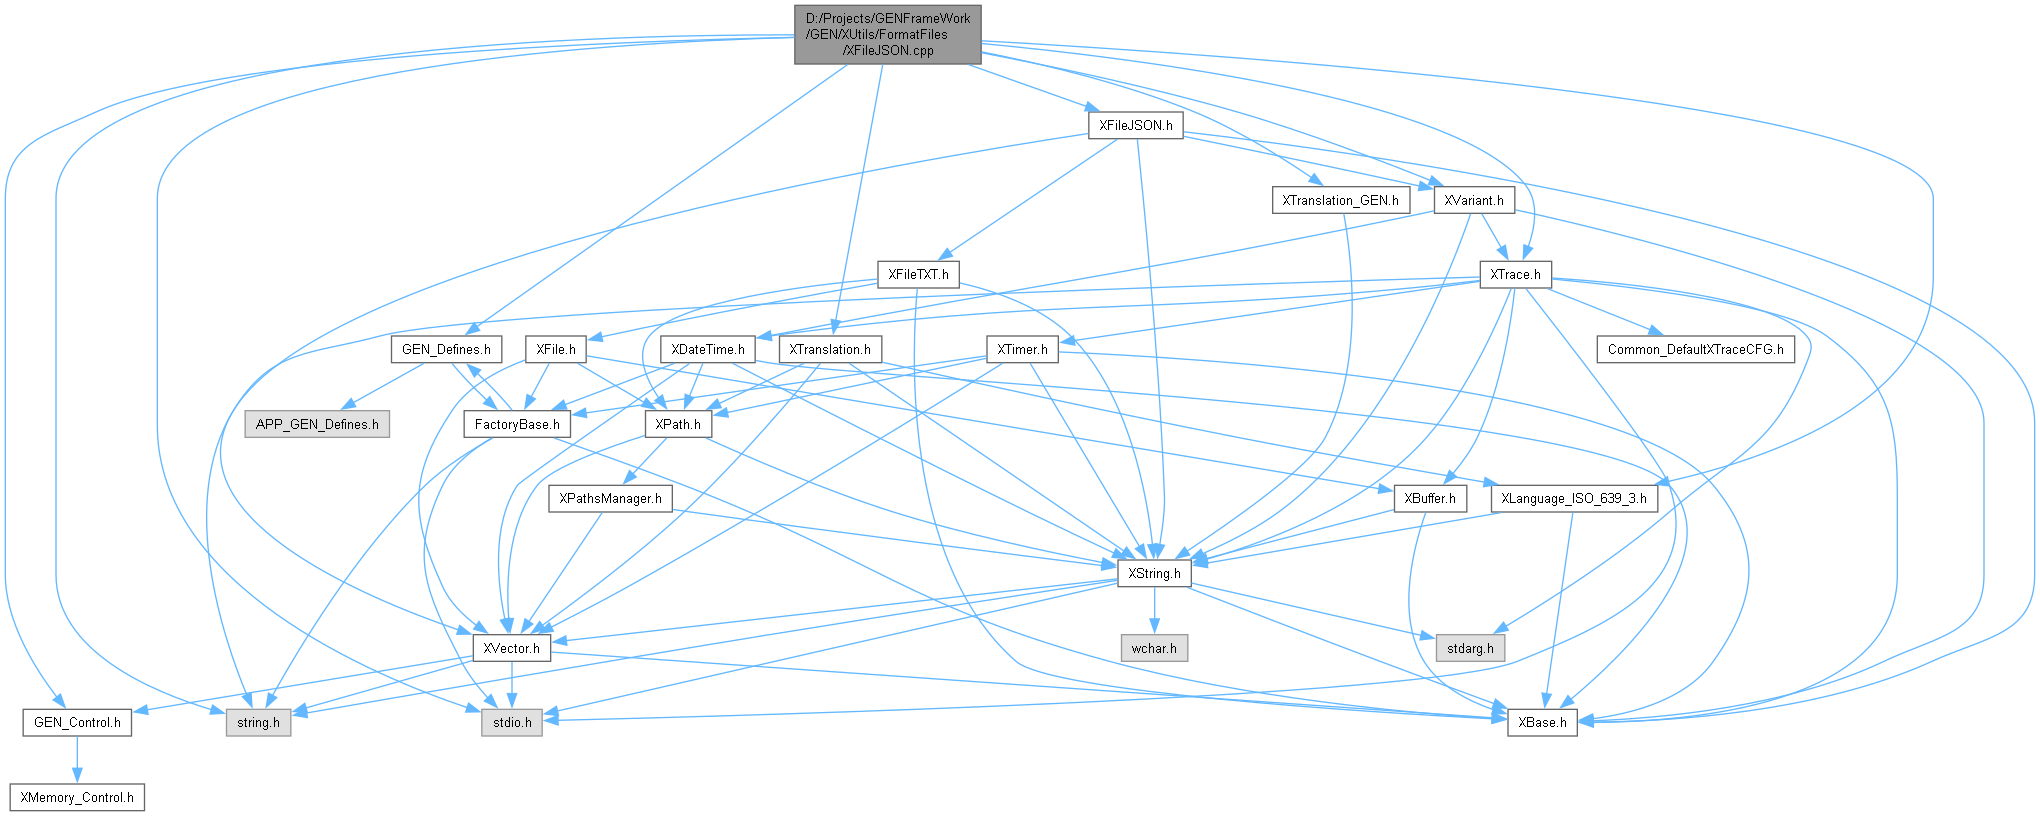 D:/Projects/GENFrameWork
/GEN/XUtils/FormatFiles
/XFileJSON.cpp
XFileJSON.h
XTranslation_GEN.h
XVariant.h
XFileTXT.h
XTrace.h
GEN_Defines.h
XFile.h
XDateTime.h
XTranslation.h
XTimer.h
Common_DefaultXTraceCFG.h
APP_GEN_Defines.h
FactoryBase.h
XPath.h
XPathsManager.h
XBuffer.h
XLanguage_ISO_639_3.h
XString.h
XVector.h
wchar.h
stdarg.h
GEN_Control.h
string.h
stdio.h
XBase.h
XMemory_Control.h